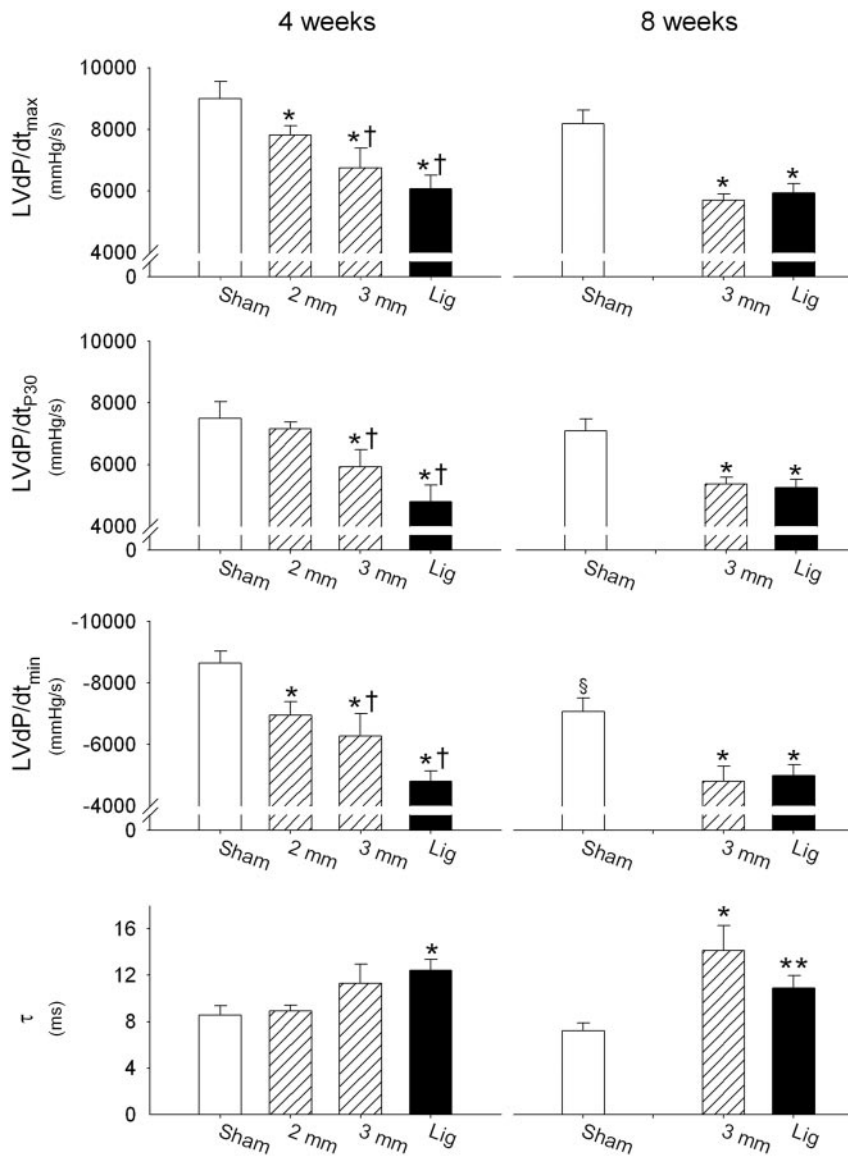 4 weeks 8 weeks
LVdP/dtmax
(mmHg/s)
10000
8000
6000
4000
0
*
*†
*†
*
*
Sham 2 mm 3 mm Lig Sham 3 mm Lig
LVdP/dtP30
(mmHg/s)
10000
8000
6000
4000
0
*†
*†
*
*
Sham 2 mm 3 mm Lig Sham 3 mm Lig
LVdP/dtmin
(mmHg/s)
-10000
-8000
-6000
-4000
0
*
*†
*†
§
*
*
Sham 2 mm 3 mm Lig Sham 3 mm Lig
τ
(ms)
16
12
8
4
0
*
*
**
Sham 2 mm 3 mm Lig Sham 3 mm Lig